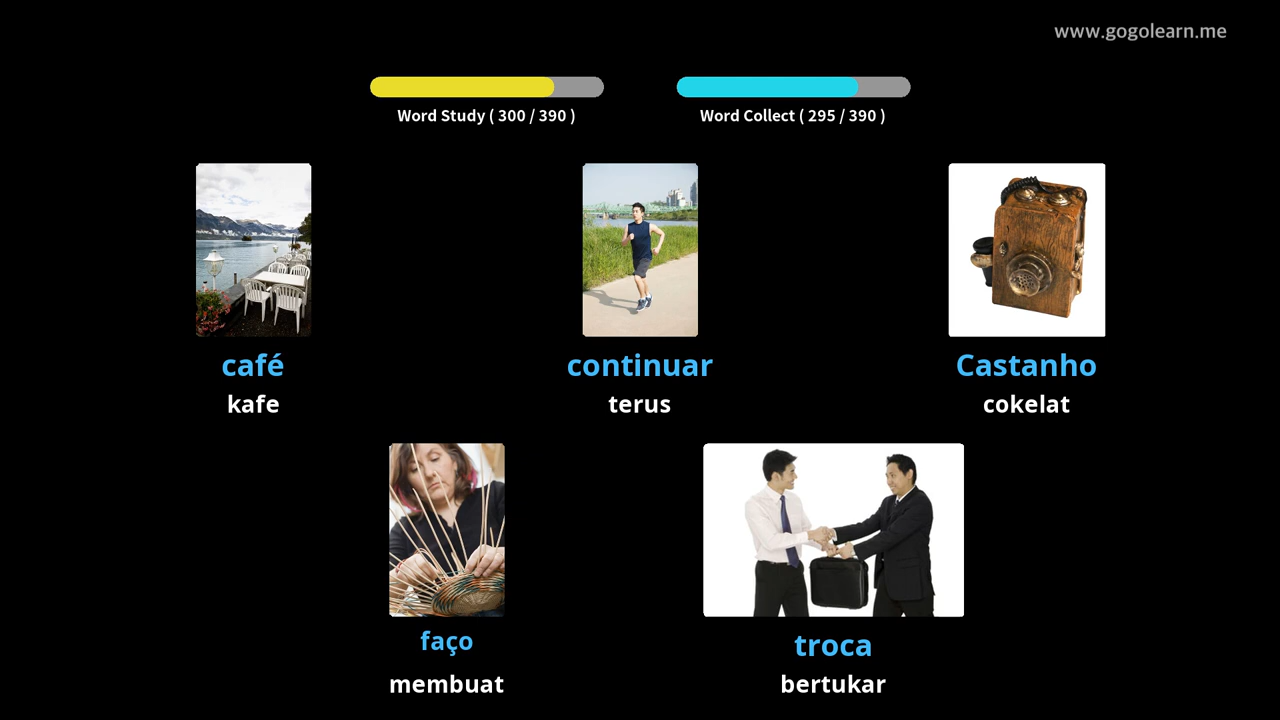 www.gogolearn.me
Word Study ( 300 / 390 )
Word Collect ( 295 / 390 )
café
kafe
continuar
terus
Castanho
cokelat
faço
membuat
troca
bertukar